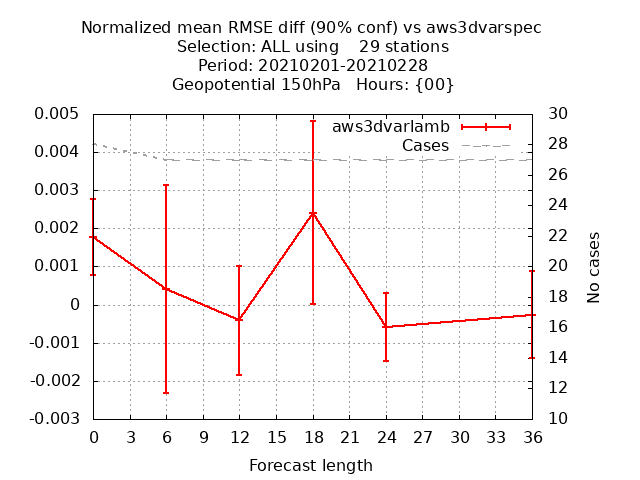 Normalized mean RMSE diff (90% conf) vs aws3dvarspec
Selection: ALL using    29 stations
Period: 20210201-20210228
Geopotential 150hPa   Hours: {00}
aws3dvarlamb
Cases
0.005
0.004
0.003
0.002
0.001
0
-0.001
-0.002
-0.003
30
28
26
24
22
20
18
16
14
12
10
No cases
0 3 6 9 12 15 18 21 24 27 30 33 36
Forecast length